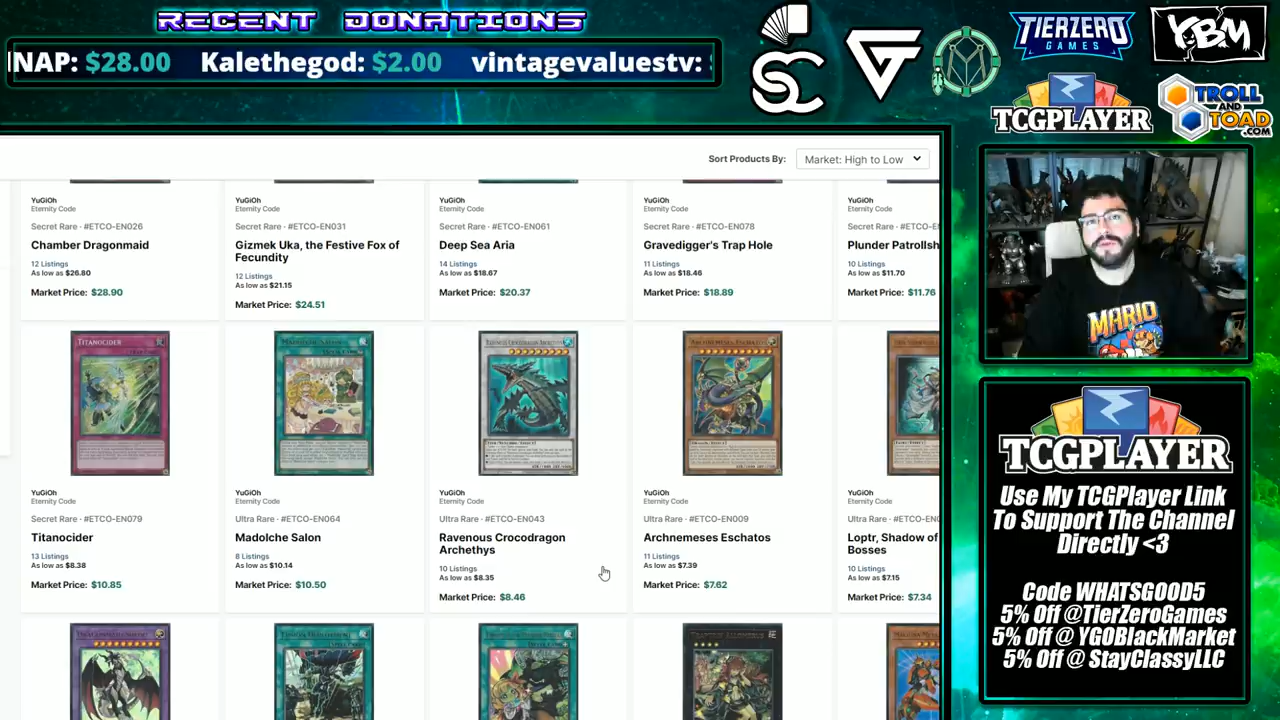 RECENT DONATIONS
NAP: $28.00 Kalethegod: $2.00 vintagevaluestv:
SC
TIERZERO
GAMES
YBM
TCGPLAYER
TROLL
AND
TOAD
.COM
Sort Products By: Market: High to Low
YuGiOh
Eternity Code
Secret Rare · #ETCO-EN026
Chamber Dragonmaid
12 Listings
As low as $26.80
Market Price: $28.90
YuGiOh
Eternity Code
Secret Rare · #ETCO-EN031
Gizmek Uka, the Festive Fox of
Fecundity
12 Listings
As low as $21.15
Market Price: $24.51
YuGiOh
Eternity Code
Secret Rare · #ETCO-EN061
Deep Sea Aria
14 Listings
As low as $18.67
Market Price: $20.37
YuGiOh
Eternity Code
Secret Rare · #ETCO-EN078
Gravedigger's Trap Hole
11 Listings
As low as $18.46
Market Price: $18.89
YuGiOh
Eternity Code
Secret Rare · #ETCO-E
Plunder Patrollsh
10 Listings
As low as $11.70
Market Price: $11.76
TITANOCIDER
YuGiOh
Eternity Code
Secret Rare · #ETCO-EN079
Titanocider
13 Listings
As low as $8.38
Market Price: $10.85
MADOLCHE SALON
YuGiOh
Eternity Code
Ultra Rare · #ETCO-EN064
Madolche Salon
8 Listings
As low as $10.14
Market Price: $10.50
YuGiOh
Eternity Code
Ultra Rare · #ETCO-EN043
Ravenous Crocodragon
Archethys
10 Listings
As low as $8.35
Market Price: $8.46
ARCHNEMESES ESCHATOS
YuGiOh
Eternity Code
Ultra Rare · #ETCO-EN009
Archnemeses Eschatos
11 Listings
As low as $7.39
Market Price: $7.62
YuGiOh
Eternity Code
Ultra Rare · #ETCO-EN
Loptr, Shadow of
Bosses
10 Listings
As low as $7.15
Market Price: $7.34
MARIO
TCGPLAYER
Use My TCGPlayer Link
To Support The Channel
Directly <3
Code WHATSGOOD5
5% Off @TierZeroGames
5% Off @ YGOBlackMarket
5% Off @ StayClassyLLC